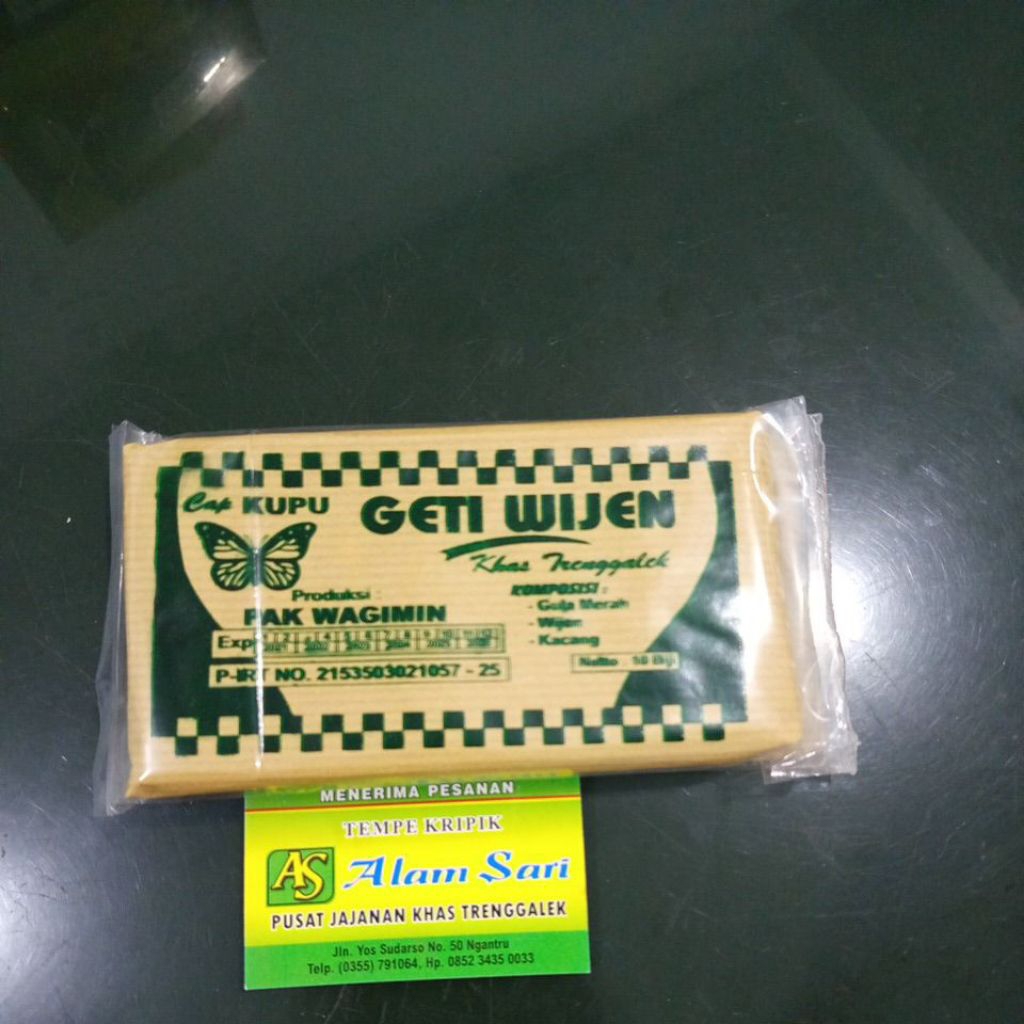 Cap KUPU
GETI WIJEN
Khas Trenggalek
Produksi :
PAK WAGIMIN
Exp
P-IRT NO. 2153503021057 - 25
KOMPOSISI :
- Gula Merah
- Wijen
- Kacang
Netto
MENERIMA PESANAN
TEMPE KRIPIK
AS Alam Sari
PUSAT JAJANAN KHAS TRENGGALEK
Jln. Yos Sudarso No. 50 Ngantru
Telp. (0355) 791064, Hp. 0852 3435 0033